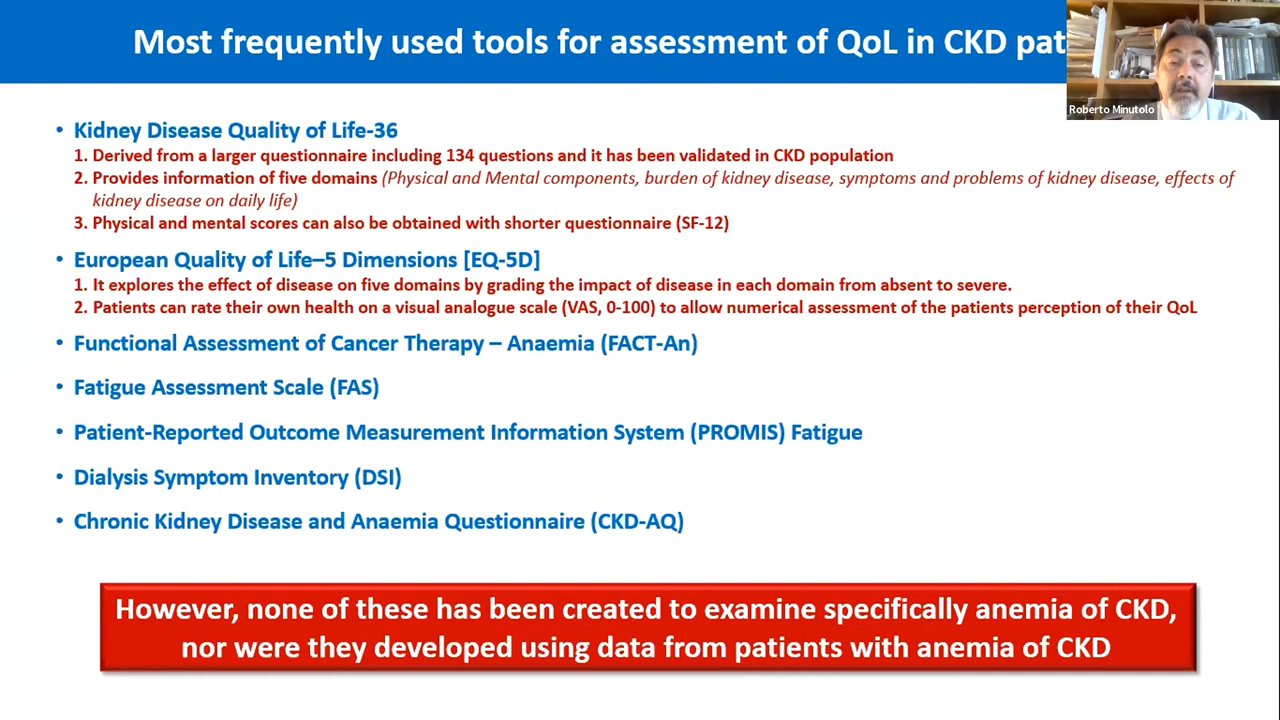 Most frequently used tools for assessment of QoL in CKD pat
Roberto Minutolo
• Kidney Disease Quality of Life-36
1. Derived from a larger questionnaire including 134 questions and it has been validated in CKD population
2. Provides information of five domains (Physical and Mental components, burden of kidney disease, symptoms and problems of kidney disease, effects of
kidney disease on daily life)
3. Physical and mental scores can also be obtained with shorter questionnaire (SF-12)
• European Quality of Life–5 Dimensions [EQ-5D]
1. It explores the effect of disease on five domains by grading the impact of disease in each domain from absent to severe.
2. Patients can rate their own health on a visual analogue scale (VAS, 0-100) to allow numerical assessment of the patients perception of their QoL
• Functional Assessment of Cancer Therapy – Anaemia (FACT-An)
• Fatigue Assessment Scale (FAS)
• Patient-Reported Outcome Measurement Information System (PROMIS) Fatigue
• Dialysis Symptom Inventory (DSI)
• Chronic Kidney Disease and Anaemia Questionnaire (CKD-AQ)
However, none of these has been created to examine specifically anemia of CKD,
nor were they developed using data from patients with anemia of CKD